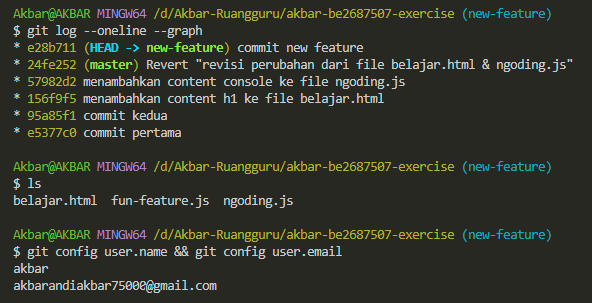 Akbar@AKBAR MINGW64 /d/Akbar-Ruangguru/akbar-be2687507-exercise (new-feature)
$ git log --oneline --graph
* e28b711 (HEAD -> new-feature) commit new feature
* 24fe252 (master) Revert "revisi perubahan dari file belajar.html & ngoding.js"
* 57982d2 menambahkan content console ke file ngoding.js
* 156f9f5 menambahkan content h1 ke file belajar.html
* 95a85f1 commit kedua
* e5377c0 commit pertama
Akbar@AKBAR MINGW64 /d/Akbar-Ruangguru/akbar-be2687507-exercise (new-feature)
$ ls
belajar.html  fun-feature.js  ngoding.js
Akbar@AKBAR MINGW64 /d/Akbar-Ruangguru/akbar-be2687507-exercise (new-feature)
$ git config user.name && git config user.email
akbar
akbarandiakbar75000@gmail.com